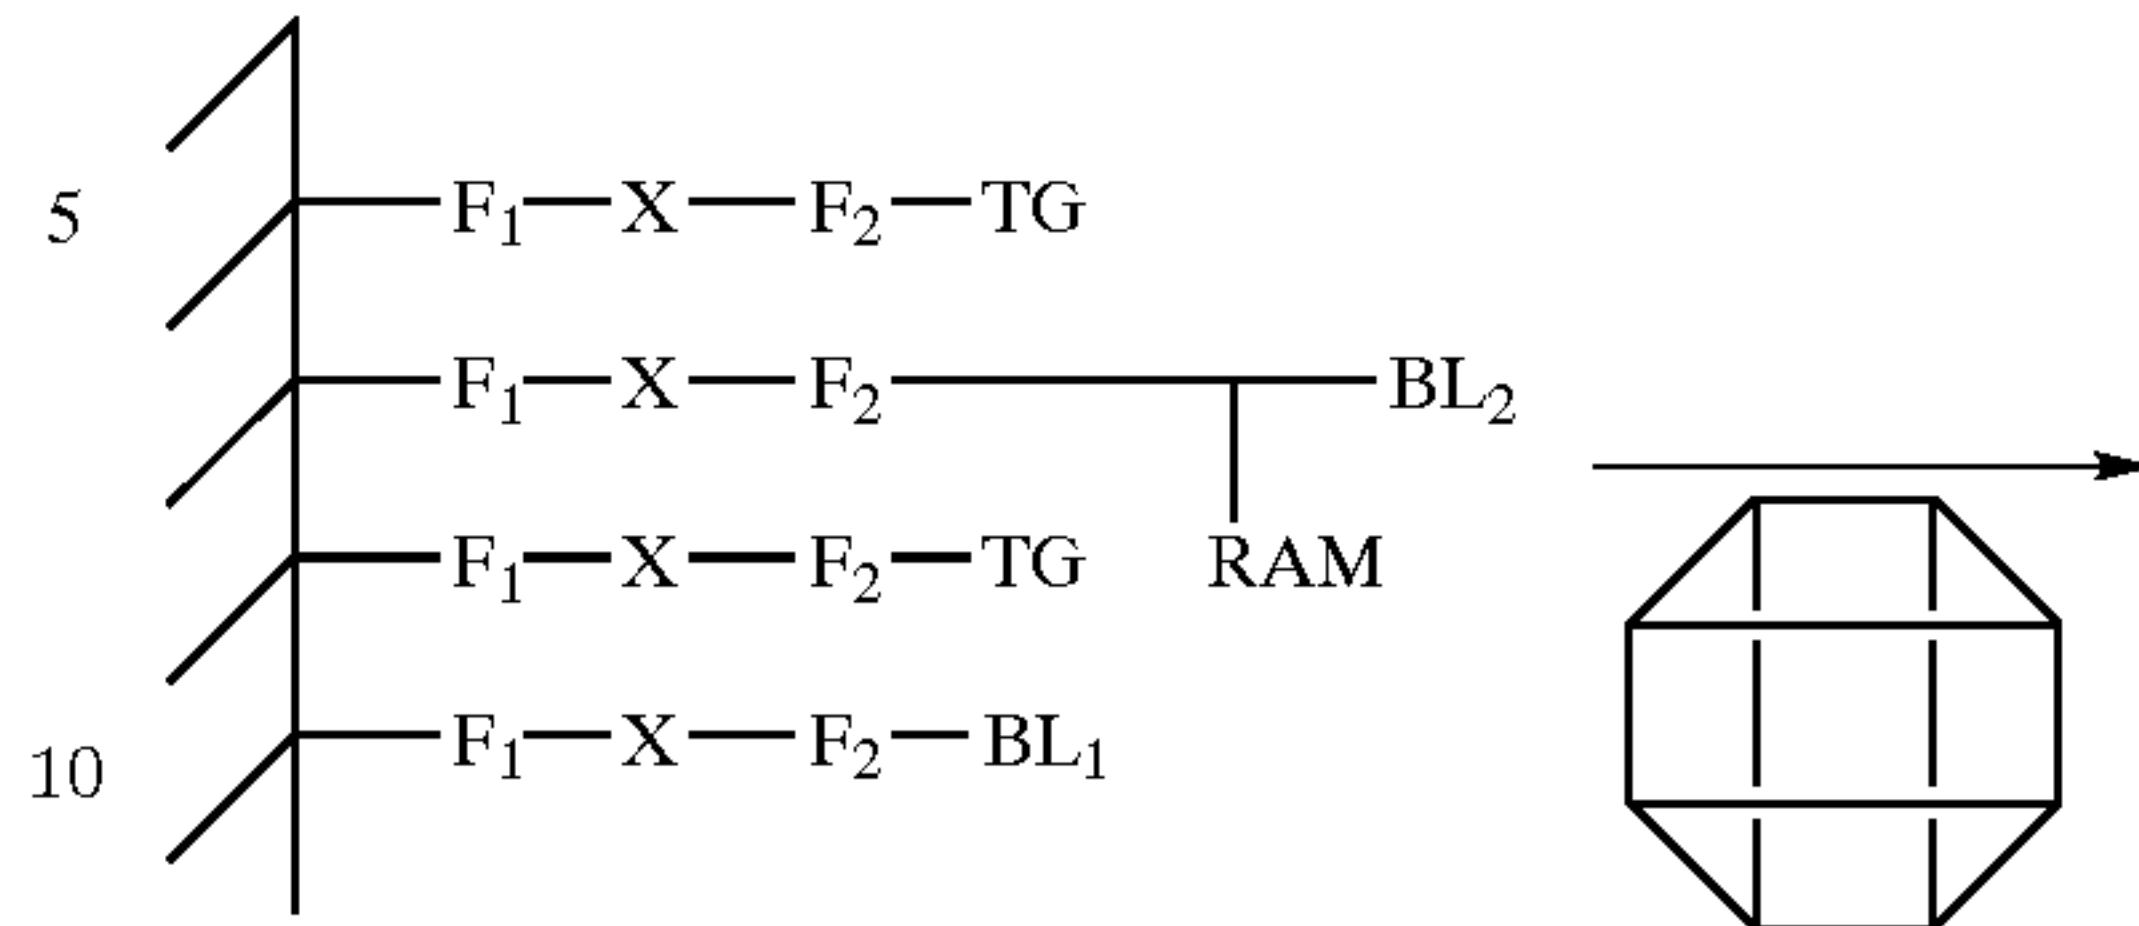 5 F₁—X—F₂—TG
F₁—X—F₂—BL₂
F₁—X—F₂—TG RAM
10 F₁—X—F₂—BL₁